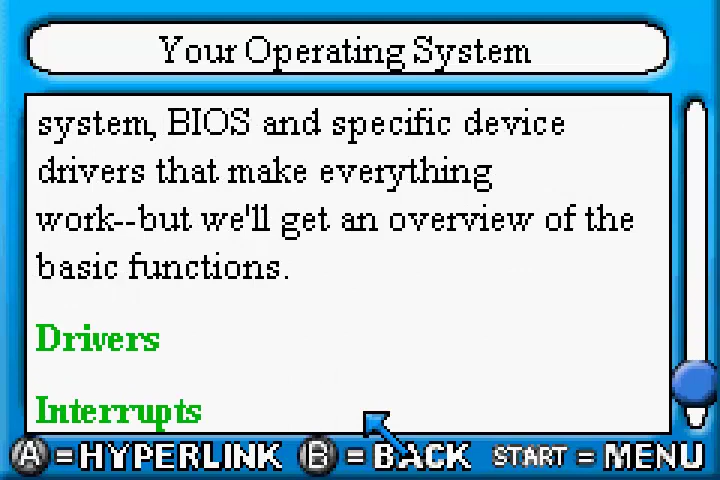 Your Operating System
system, BIOS and specific device
drivers that make everything
work--but we'll get an overview of the
basic functions.
Drivers
Interrupts
A =HYPERLINK B =BACK START = MENU